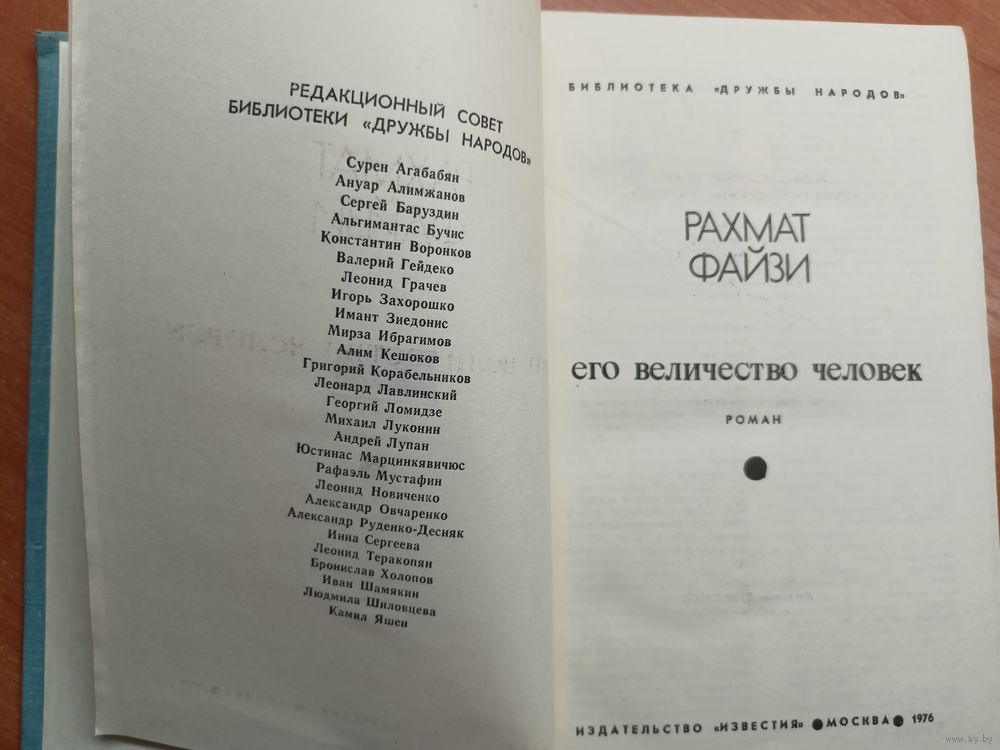 РЕДАКЦИОННЫЙ СОВЕТ
БИБЛИОТЕКИ «ДРУЖБЫ НАРОДОВ»
Сурен Агабабян
Ануар Алимжанов
Сергей Баруздин
Альгимантас Бучис
Константин Воронков
Валерий Гейдеко
Леонид Грачев
Игорь Захорошко
Имант Зиедонис
Мирза Ибрагимов
Алим Кешоков
Григорий Корабельников
Леонард Лавлинский
Георгий Ломидзе
Михаил Луконин
Андрей Лупан
Юстинас Марцинкявичюс
Рафаэль Мустафин
Леонид Новиченко
Александр Овчаренко
Александр Руденко-Десняк
Инна Сергеева
Леонид Теракопян
Бронислав Холопов
Иван Шамякин
Людмила Шиловцева
Камил Яшен
БИБЛИОТЕКА «ДРУЖБЫ НАРОДОВ»
РАХМАТ
ФАЙЗИ
его величество человек
РОМАН
ИЗДАТЕЛЬСТВО «ИЗВЕСТИЯ» ● МОСКВА ● 1976
www.ay.by